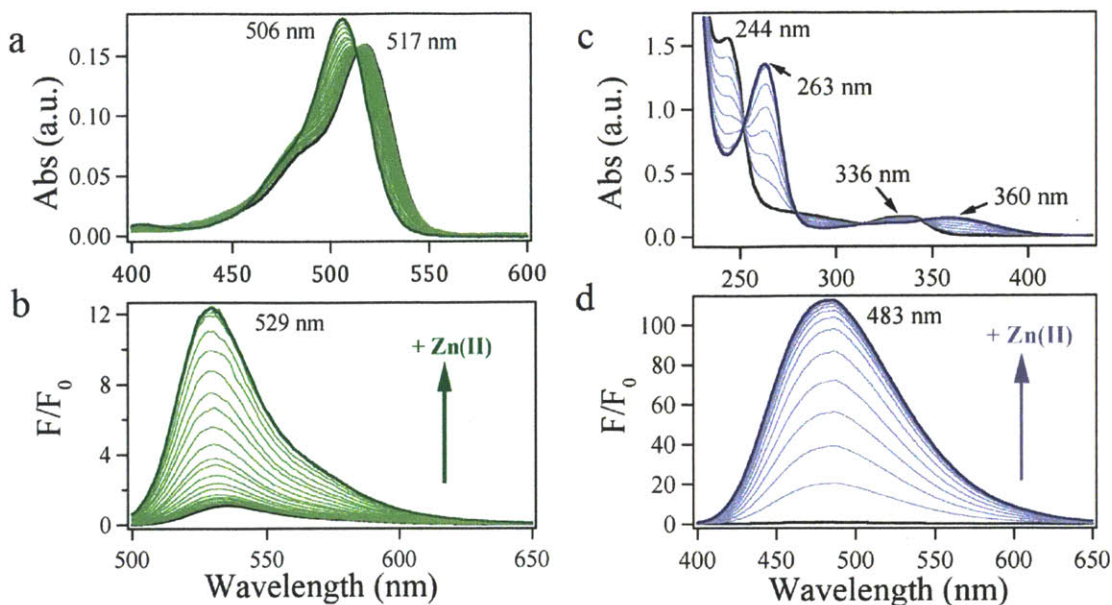 a
506 nm
517 nm
Abs (a.u.)
0.15
0.10
0.05
0.00
400
450
500
550
600
b
529 nm
+ Zn(II)
F/F0
12
8
4
0
500
550
600
650
Wavelength (nm)
c
244 nm
263 nm
336 nm
360 nm
Abs (a.u.)
1.5
1.0
0.5
0.0
250
300
350
400
d
483 nm
+ Zn(II)
F/F0
100
80
60
40
20
0
400
450
500
550
600
650
Wavelength (nm)